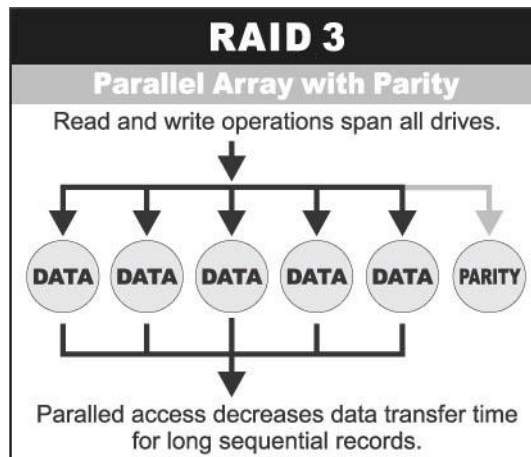 RAID 3
Parallel Array with Parity
Read and write operations span all drives.
DATA DATA DATA DATA DATA PARITY
Paralled access decreases data transfer time
for long sequential records.